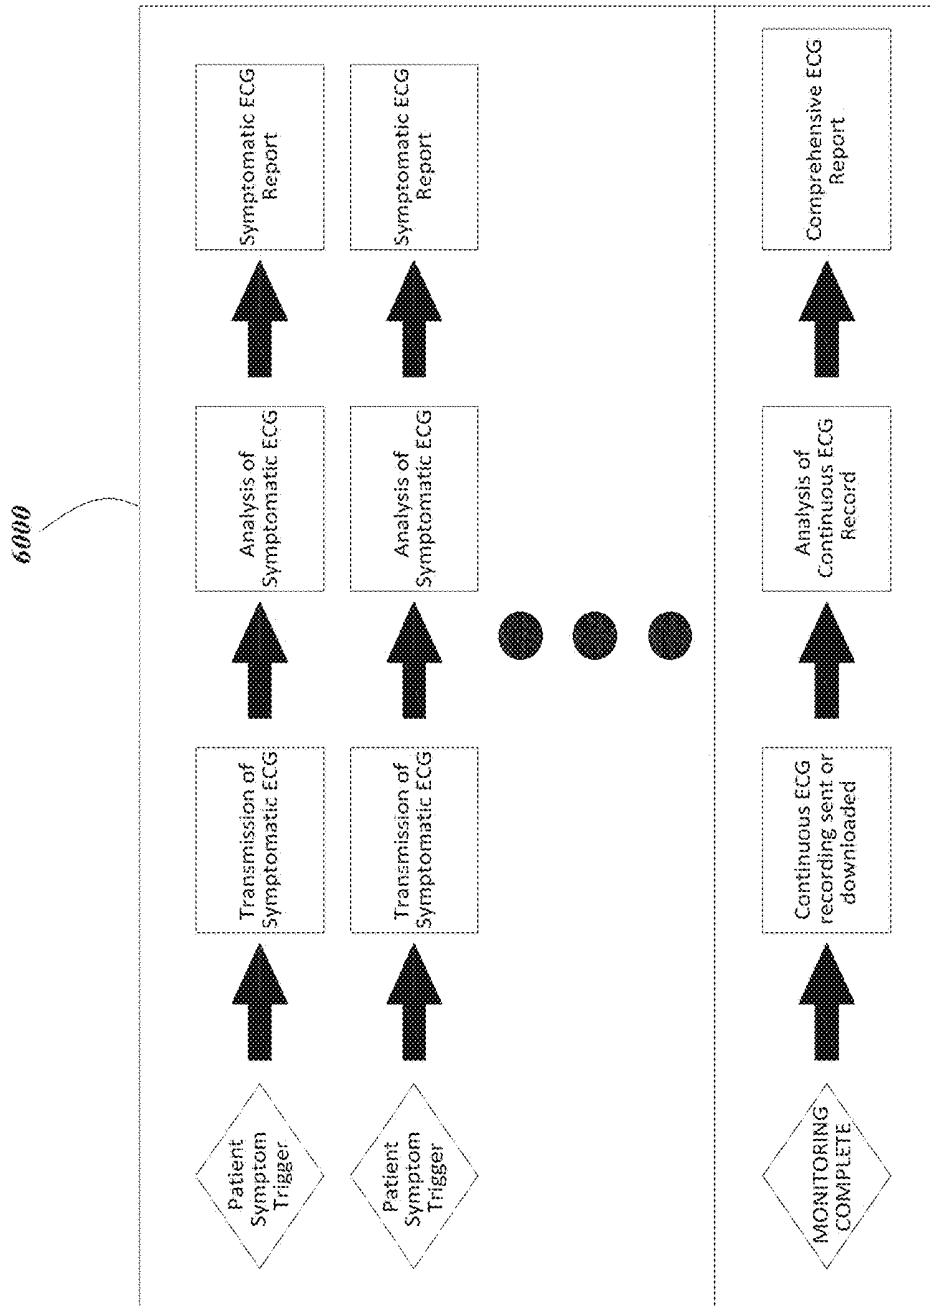 6000
Patient
Symptom
Trigger
Transmission of
Symptomatic ECG
Analysis of
Symptomatic ECG
Symptomatic ECG
Report
Patient
Symptom
Trigger
Transmission of
Symptomatic ECG
Analysis of
Symptomatic ECG
Symptomatic ECG
Report
MONITORING
COMPLETE
Continuous ECG
recording sent or
downloaded
Analysis of
Continuous ECG
Record
Comprehensive ECG
Report